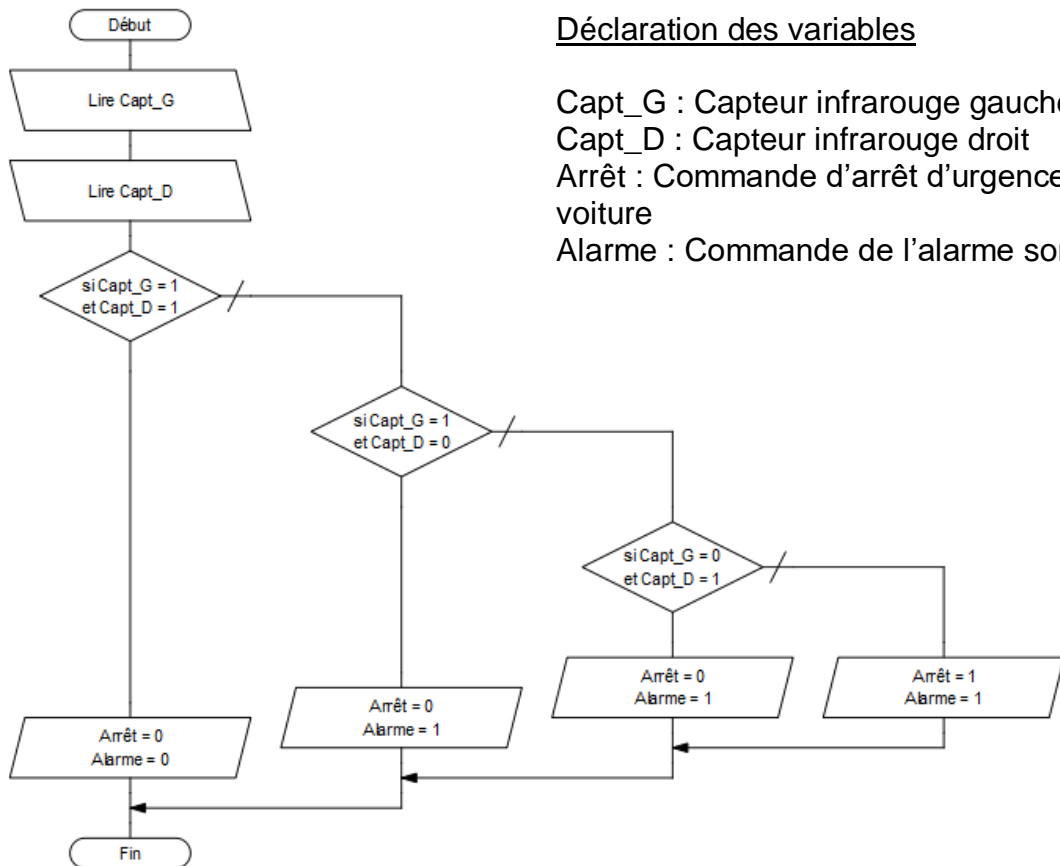 Début
Lire Capt_G
Lire Capt_D
si Capt_G = 1
et Capt_D = 1
si Capt_G = 1
et Capt_D = 0
si Capt_G = 0
et Capt_D = 1
Arrêt = 0
Alarme = 0
Arrêt = 0
Alarme = 1
Arrêt = 0
Alarme = 1
Arrêt = 1
Alarme = 1
Fin
Déclaration des variables
Capt_G : Capteur infrarouge
Capt_D : Capteur infrarouge droit
Arrêt : Commande d’arrêt d’urgence
voiture
Alarme : Commande de l’alarme